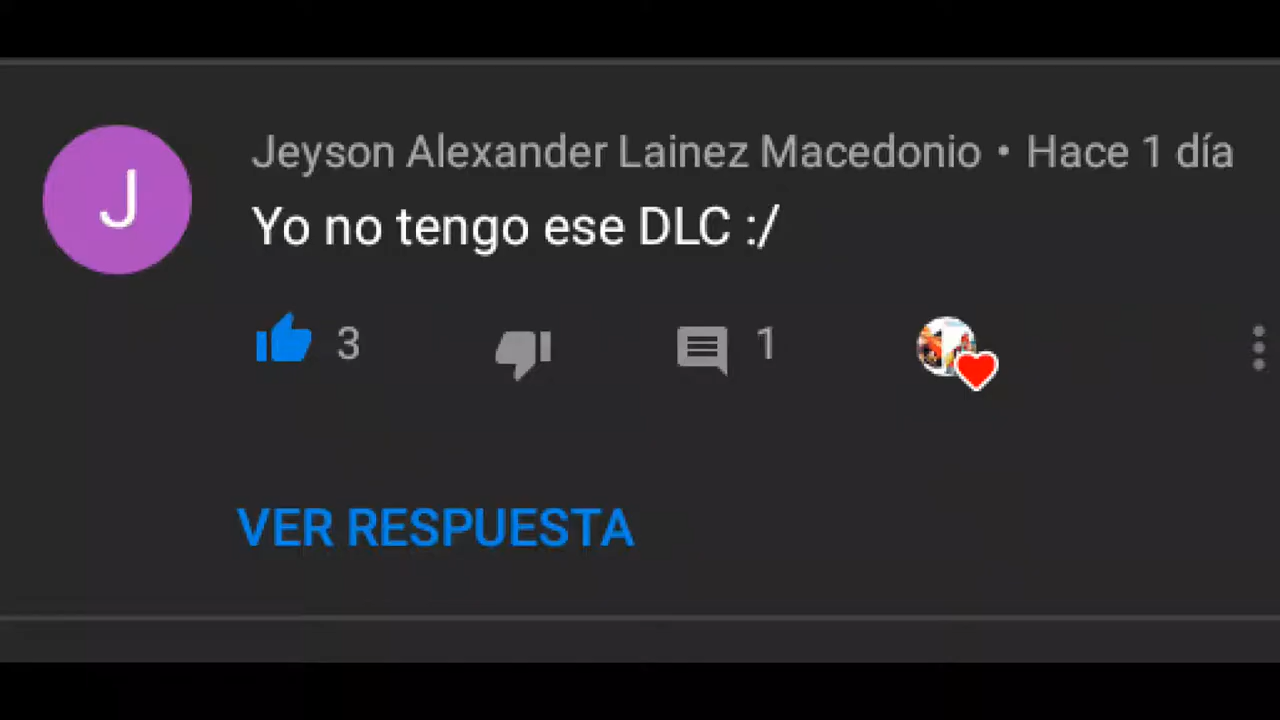 J
Jeyson Alexander Lainez Macedonio • Hace 1 día
Yo no tengo ese DLC :/
3 1
VER RESPUESTA